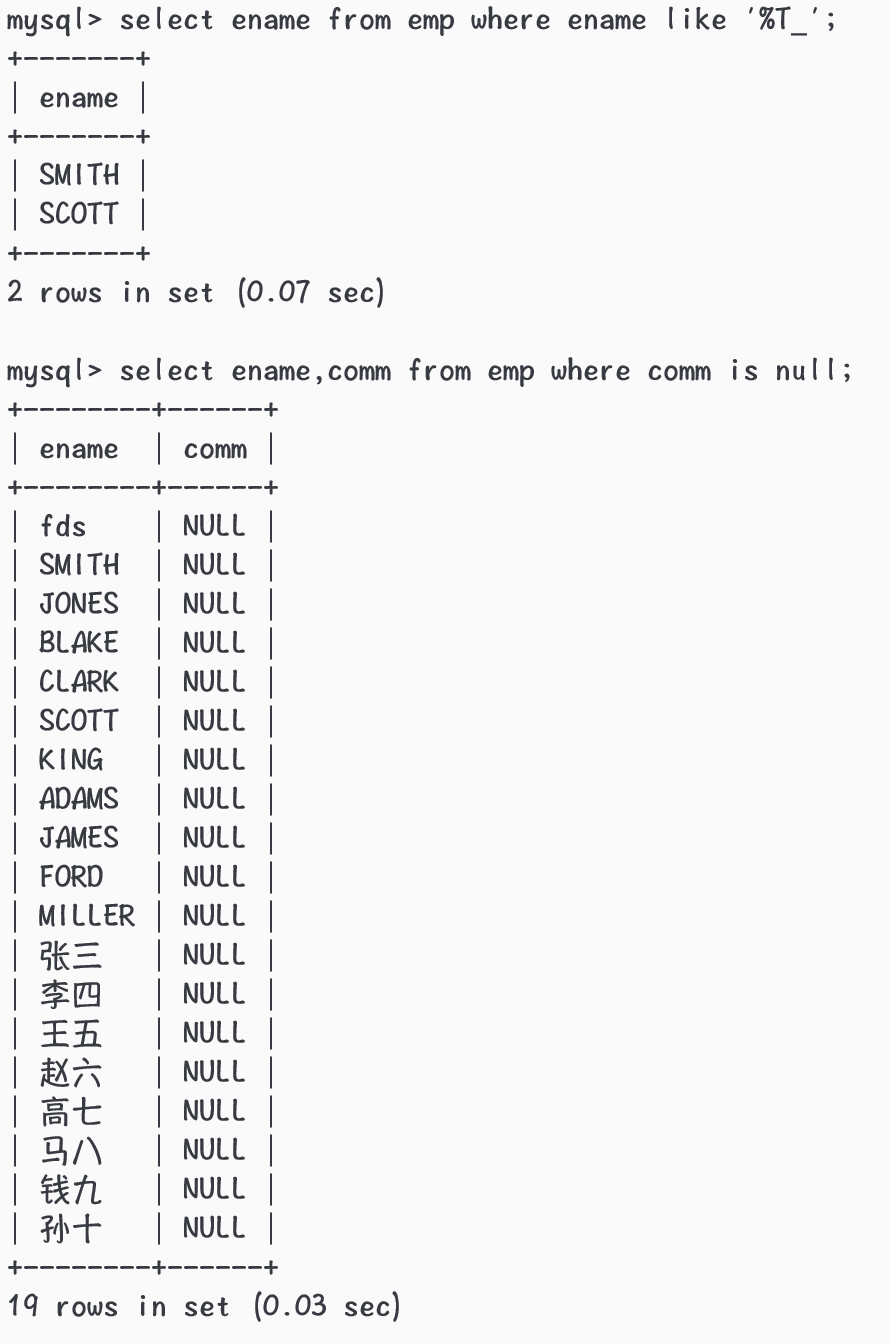 mysql> select ename from emp where ename like '%T_';
+-------+
| ename |
+-------+
| SMITH |
| SCOTT |
+-------+
2 rows in set (0.07 sec)

mysql> select ename,comm from emp where comm is null;
+--------+------+
| ename  | comm |
+--------+------+
| fds    | NULL |
| SMITH  | NULL |
| JONES  | NULL |
| BLAKE  | NULL |
| CLARK  | NULL |
| SCOTT  | NULL |
| KING   | NULL |
| ADAMS  | NULL |
| JAMES  | NULL |
| FORD   | NULL |
| MILLER | NULL |
| 张三   | NULL |
| 李四   | NULL |
| 王五   | NULL |
| 赵六   | NULL |
| 高七   | NULL |
| 马八   | NULL |
| 钱九   | NULL |
| 孙十   | NULL |
+--------+------+
19 rows in set (0.03 sec)